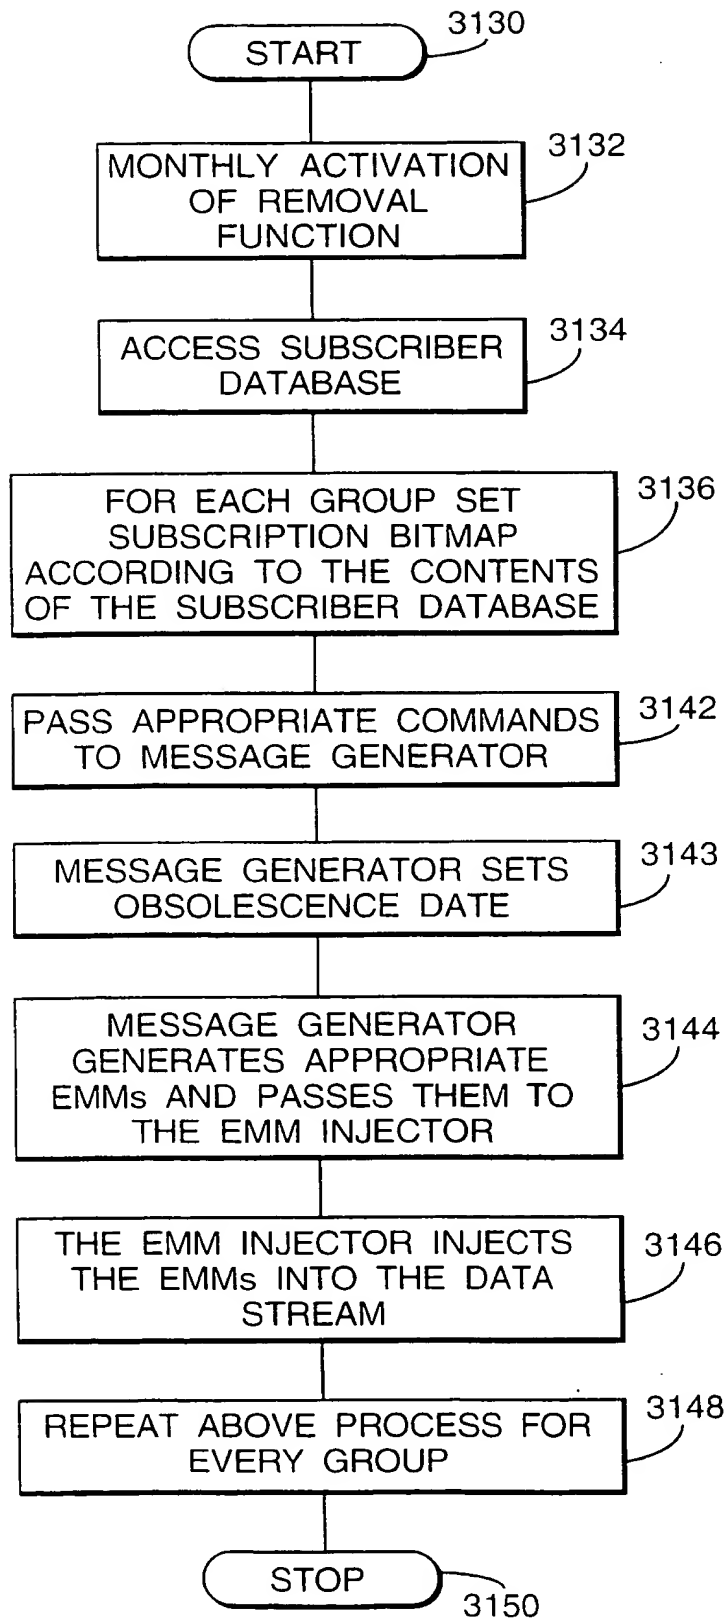 3130
START
3132
MONTHLY ACTIVATION
OF REMOVAL
FUNCTION
3134
ACCESS SUBSCRIBER
DATABASE
3136
FOR EACH GROUP SET
SUBSCRIPTION BITMAP
ACCORDING TO THE CONTENTS
OF THE SUBSCRIBER DATABASE
3142
PASS APPROPRIATE COMMANDS
TO MESSAGE GENERATOR
3143
MESSAGE GENERATOR SETS
OBSOLESCENCE DATE
3144
MESSAGE GENERATOR
GENERATES APPROPRIATE
EMMs AND PASSES THEM TO
THE EMM INJECTOR
3146
THE EMM INJECTOR INJECTS
THE EMMs INTO THE DATA
STREAM
3148
REPEAT ABOVE PROCESS FOR
EVERY GROUP
STOP
3150